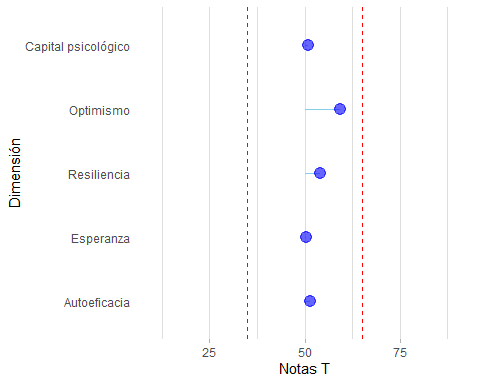 Capital psicológico
Optimismo
Resiliencia
Esperanza
Autoeficacia
Dimensión
25 50 75
Notas T